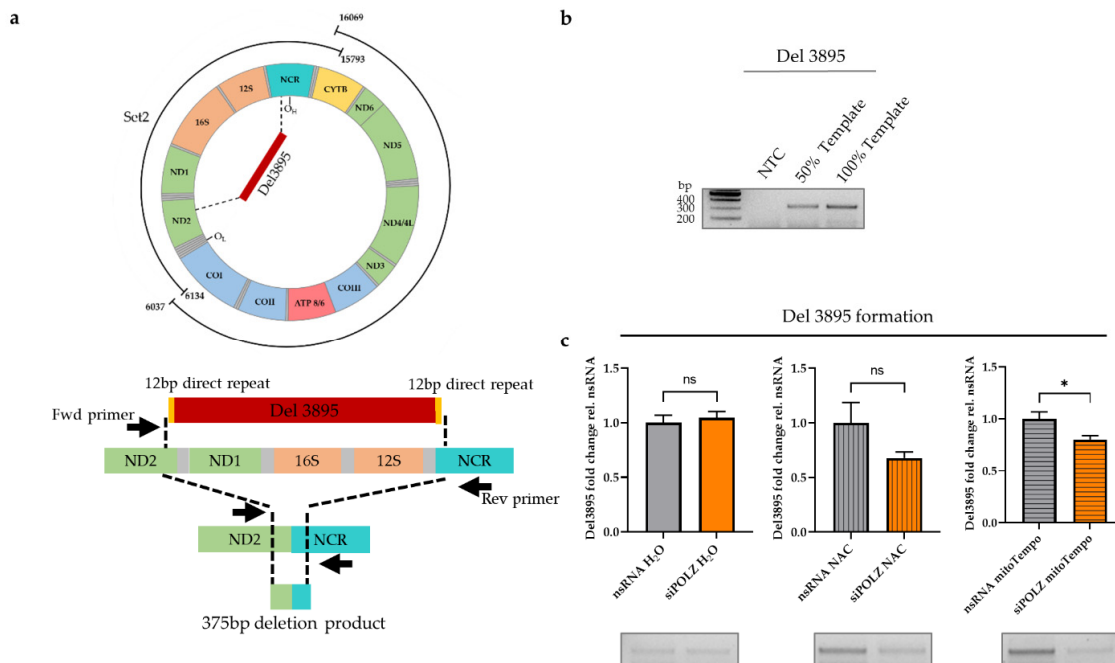 a
16069
15793
NCR
12S
CYTB
OH
ND6
16S
Set2
ND5
Del3895
ND1
ND2
ND4/4L
OL
ND3
COI
COIII
COII
ATP 8/6
6134
6037
12bp direct repeat
12bp direct repeat
Del 3895
Fwd primer
ND2
ND1
16S
12S
NCR
Rev primer
ND2
NCR
375bp deletion product
b
Del 3895
NTC
50% Template
100% Template
bp
400
300
200
Del 3895 formation
c
Del3895 fold change rel. nsRNA
1.5
1.0
0.5
0.0
ns
nsRNA H2O
siPOLZ H2O
Del3895 fold change rel. nsRNA
1.5
1.0
0.5
0.0
ns
nsRNA NAC
siPOLZ NAC
Del3895 fold change rel. nsRNA
1.5
1.0
0.5
0.0
*
nsRNA mitoTempo
siPOLZ mitoTempo